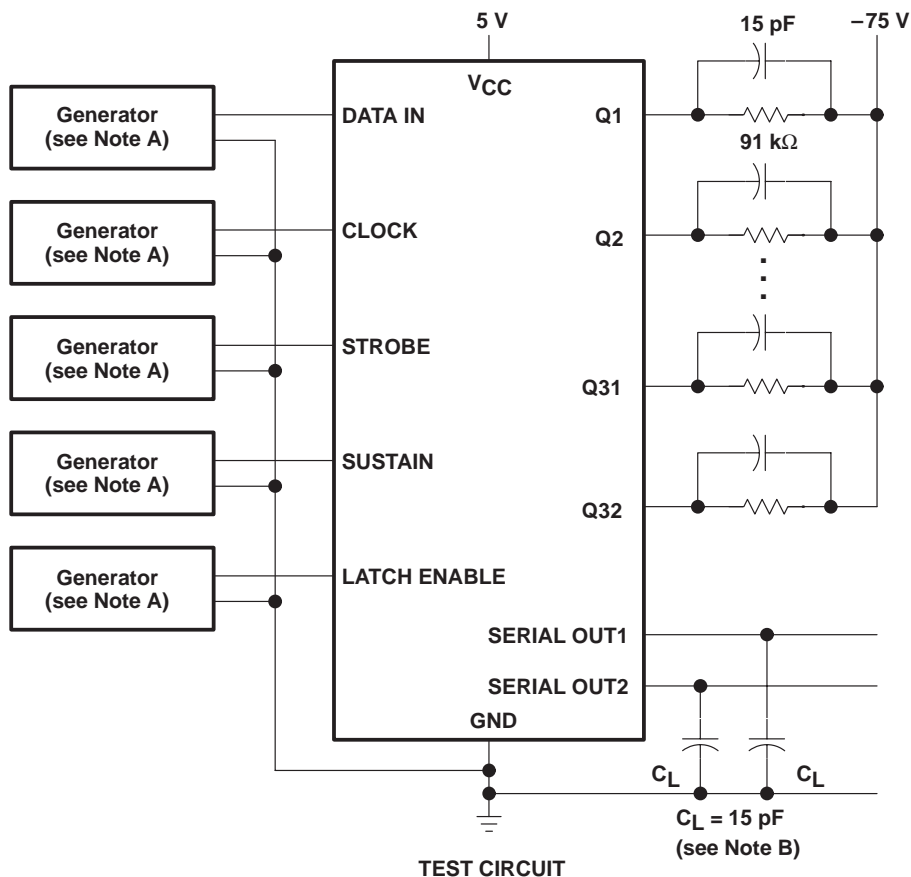 5 V
15 pF
–75 V
VCC
Generator
(see Note A)
DATA IN
Q1
91 kΩ
Generator
(see Note A)
CLOCK
Q2
Generator
(see Note A)
STROBE
Q31
Generator
(see Note A)
SUSTAIN
Q32
Generator
(see Note A)
LATCH ENABLE
SERIAL OUT1
SERIAL OUT2
GND
CL
CL
CL = 15 pF
(see Note B)
TEST CIRCUIT